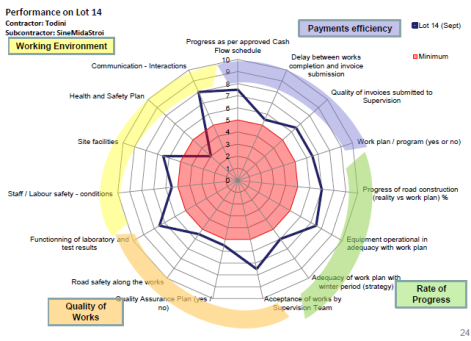 Performance on Lot 14
Contractor: Todini
Subcontractor: SineMidaStroi
Payments efficiency
Lot 14 (Sept)
Minimum
Working Environment
Progress as per approved Cash
Flow schedule
Delay between works
completion and invoice
submission
Quality of invoices submitted to
Supervision
Work plan / program (yes or no)
Progress of road construction
(reality vs work plan) %
Equipment operational in
adequacy with work plan
Adequacy of work plan with
winter period (strategy)
Acceptance of works by
Supervision Team
Quality Assurance Plan (yes /
no)
Road safety along the works
Functionning of laboratory and
test results
Staff / Labour safety - conditions
Site facilities
Health and Safety Plan
Communication - Interactions
10
9
8
7
6
5
4
3
2
1
0
Quality of
Works
Rate of
Progress
24